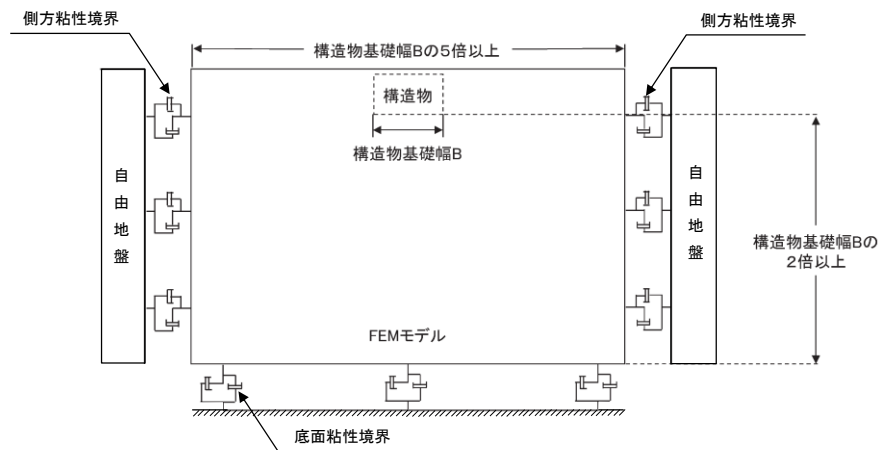 側方粘性境界
側方粘性境界
構造物基礎幅Bの5倍以上
構造物
構造物基礎幅B
自由地盤
自由地盤
構造物基礎幅Bの
2倍以上
FEMモデル
底面粘性境界